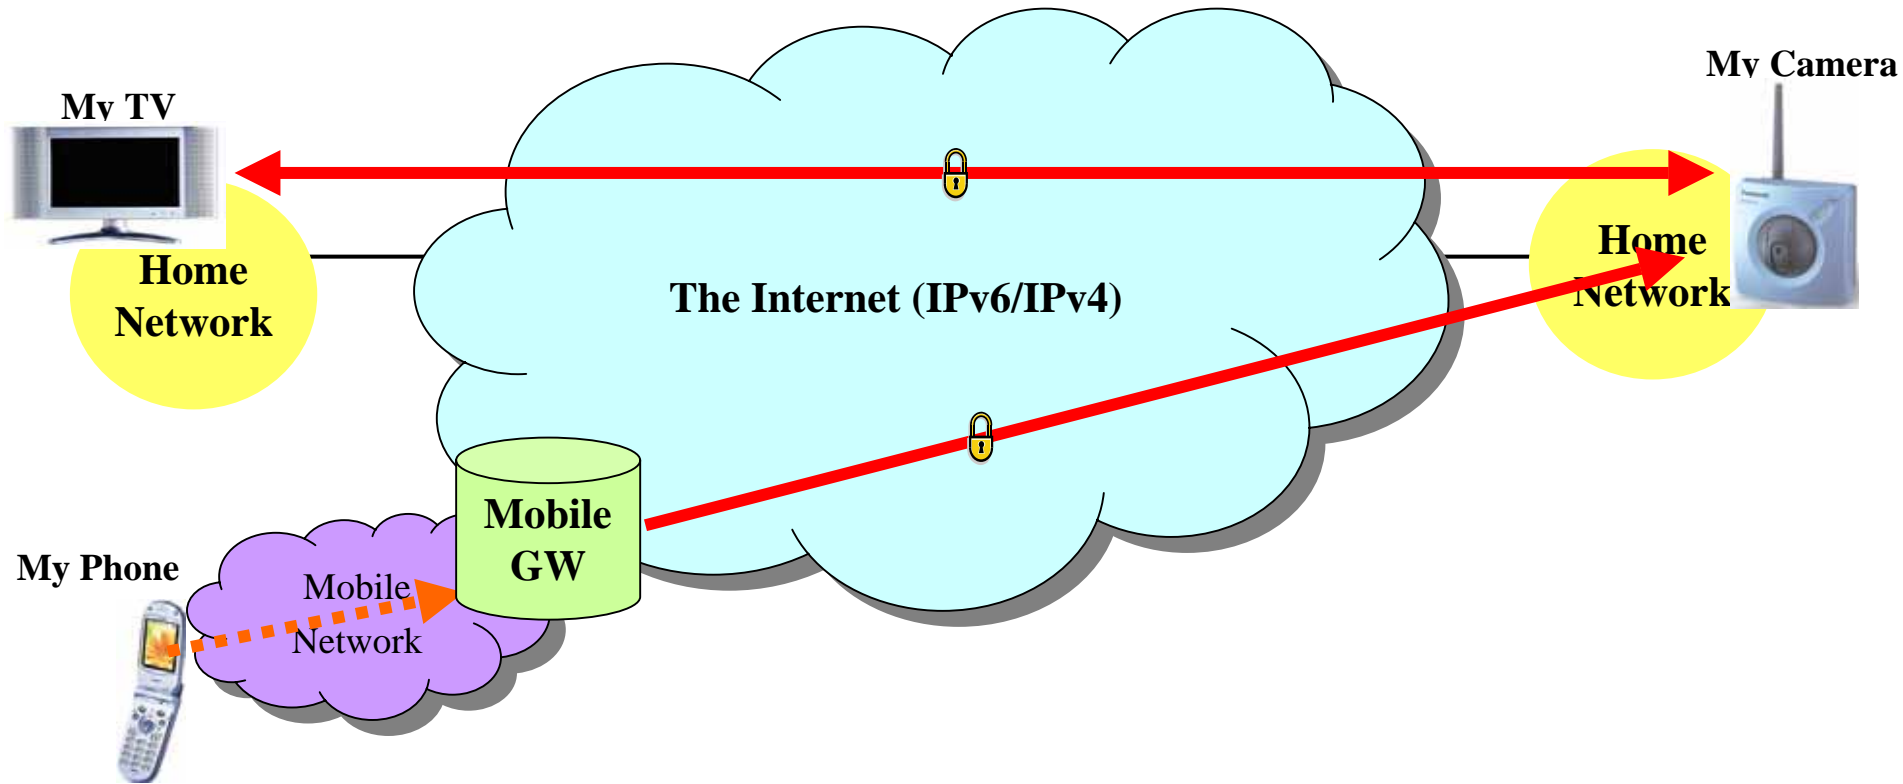 My Camera
My TV
Home
Network
The Internet (IPv6/IPv4)
Home
Network
Mobile
GW
My Phone
Mobile
Network